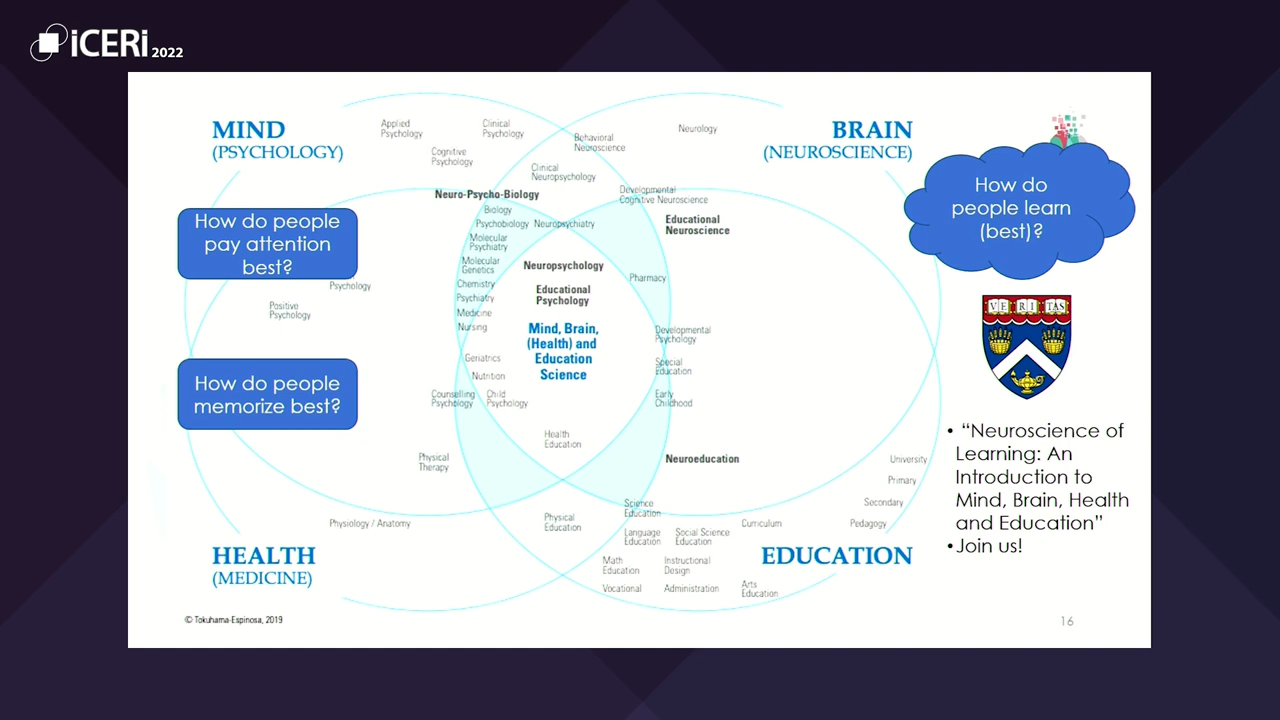 iCERi 2022
MIND
(PSYCHOLOGY)
Applied
Psychology
Clinical
Psychology
Cognitive
Psychology
Behavioral
Neuroscience
Neurology
BRAIN
(NEUROSCIENCE)
Clinical
Neuropsychology
Neuro-Psycho-Biology
Developmental
Cognitive Neuroscience
Biology
Psychobiology
Neuropsychiatry
Educational
Neuroscience
Molecular
Psychiatry
Molecular
Genetics
Neuropsychology
Pharmacy
Chemistry
Psychiatry
Medicine
Nursing
Educational
Psychology
Mind, Brain,
(Health) and
Education
Science
How do people
pay attention
best?
Psychology
Positive
Psychology
Developmental
Psychology
Special
Education
Early
Childhood
Geriatrics
Nutrition
How do people
memorize best?
Counselling
Psychology
Child
Psychology
Health
Education
Physical
Therapy
Neuroeducation
University
Primary
Secondary
Pedagogy
Physiology / Anatomy
Physical
Education
Science
Education
Language
Education
Social Science
Education
Curriculum
HEALTH
(MEDICINE)
EDUCATION
Math
Education
Instructional
Design
Vocational
Administration
Arts
Education
© Tokuhama-Espinosa, 2019
How do
people learn
(best)?
VE RI TAS
• “Neuroscience of
Learning: An
Introduction to
Mind, Brain, Health
and Education”
• Join us!
16